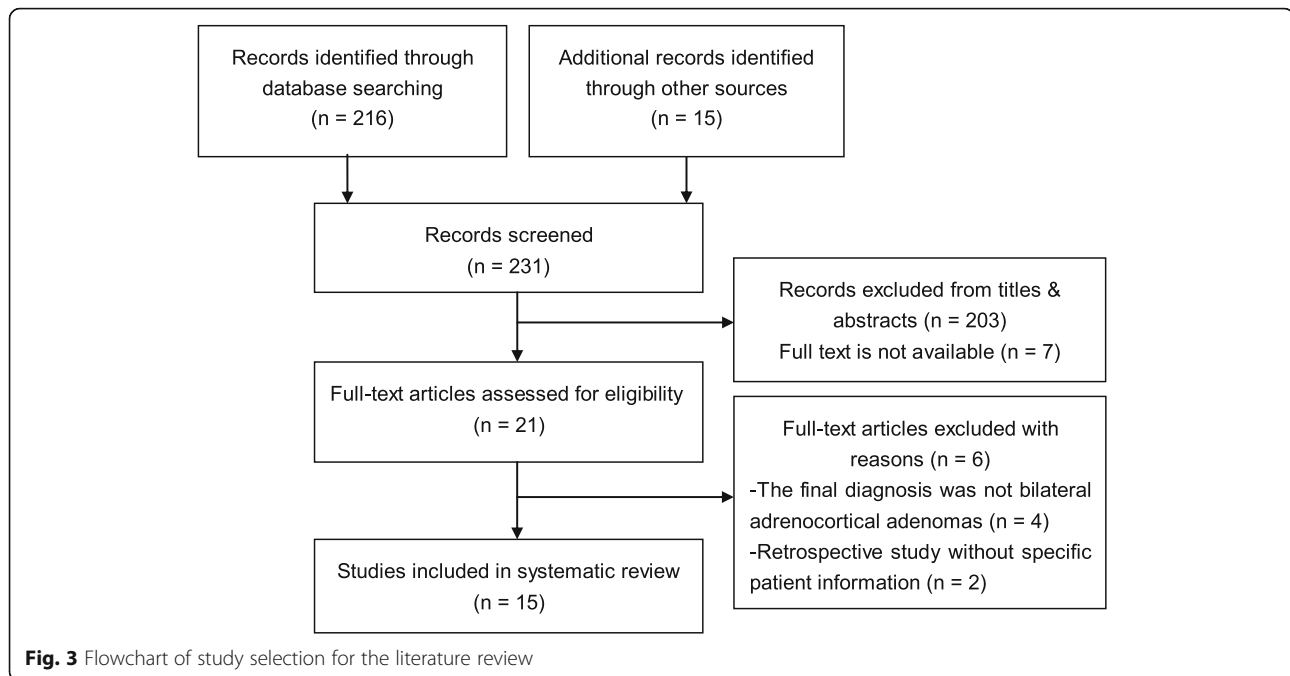 Records identified through
database searching
(n = 216)
Additional records identified
through other sources
(n = 15)
Records screened
(n = 231)
Records excluded from titles &
abstracts (n = 203)
Full text is not available (n = 7)
Full-text articles assessed for eligibility
(n = 21)
Full-text articles excluded with
reasons (n = 6)
-The final diagnosis was not bilateral
adrenocortical adenomas (n = 4)
-Retrospective study without specific
patient information (n = 2)
Studies included in systematic review
(n = 15)
Fig. 3 Flowchart of study selection for the literature review